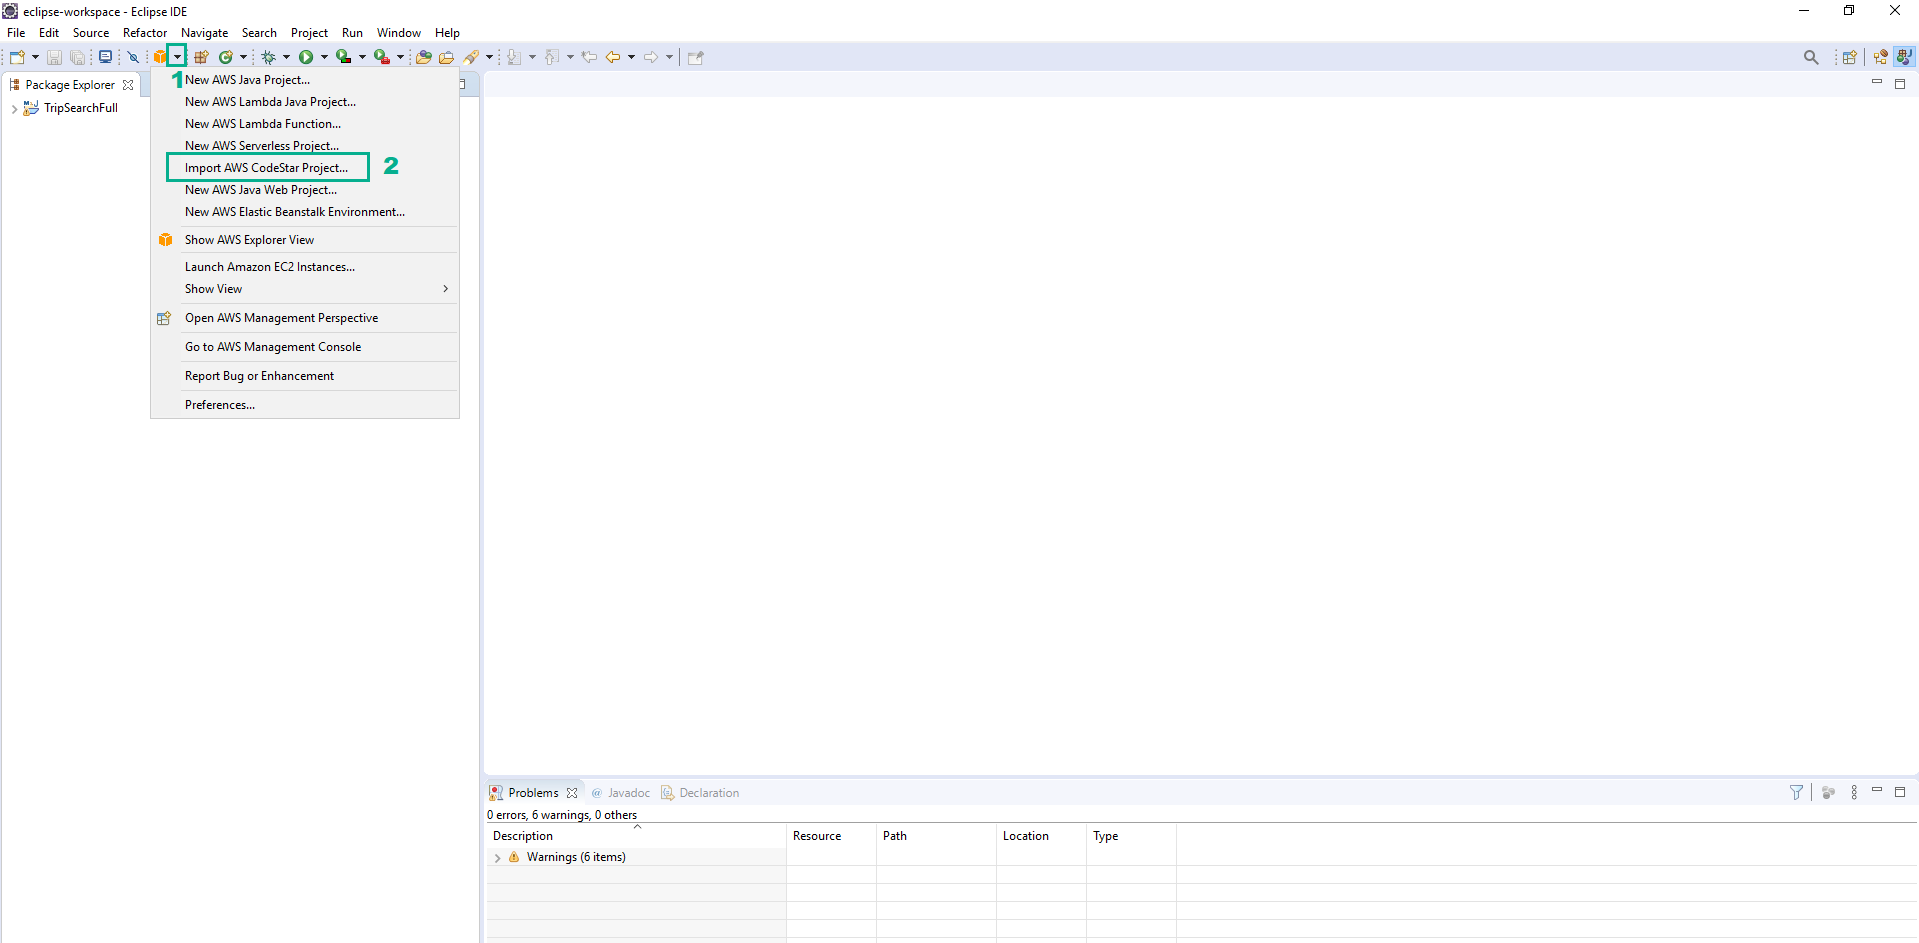 eclipse-workspace - Eclipse IDE
File Edit Source Refactor Navigate Search Project Run Window Help
Package Explorer
TripSearchFull
1
New AWS Java Project...
New AWS Lambda Java Project...
New AWS Lambda Function...
New AWS Serverless Project...
Import AWS CodeStar Project... 2
New AWS Java Web Project...
New AWS Elastic Beanstalk Environment...
Show AWS Explorer View
Launch Amazon EC2 Instances...
Show View
Open AWS Management Perspective
Go to AWS Management Console
Report Bug or Enhancement
Preferences...
Problems @ Javadoc Declaration
0 errors, 6 warnings, 0 others
Description Resource Path Location Type
Warnings (6 items)